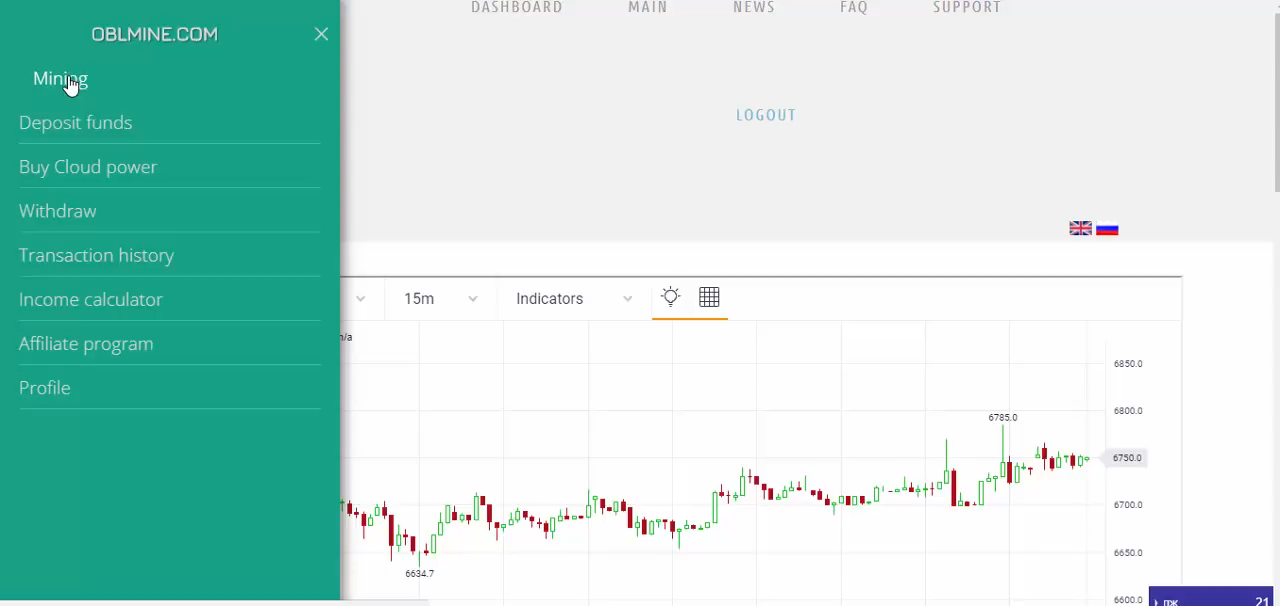 DASHBOARD MAIN NEWS FAQ SUPPORT
OBLMINE.COM
Mining
LOGOUT
Deposit funds
Buy Cloud power
Withdraw
Transaction history
Income calculator
Affiliate program
Profile
15m Indicators
n/a
6850.0
6800.0
6785.0
6750.0
6700.0
6650.0
6634.7
6600.0
21